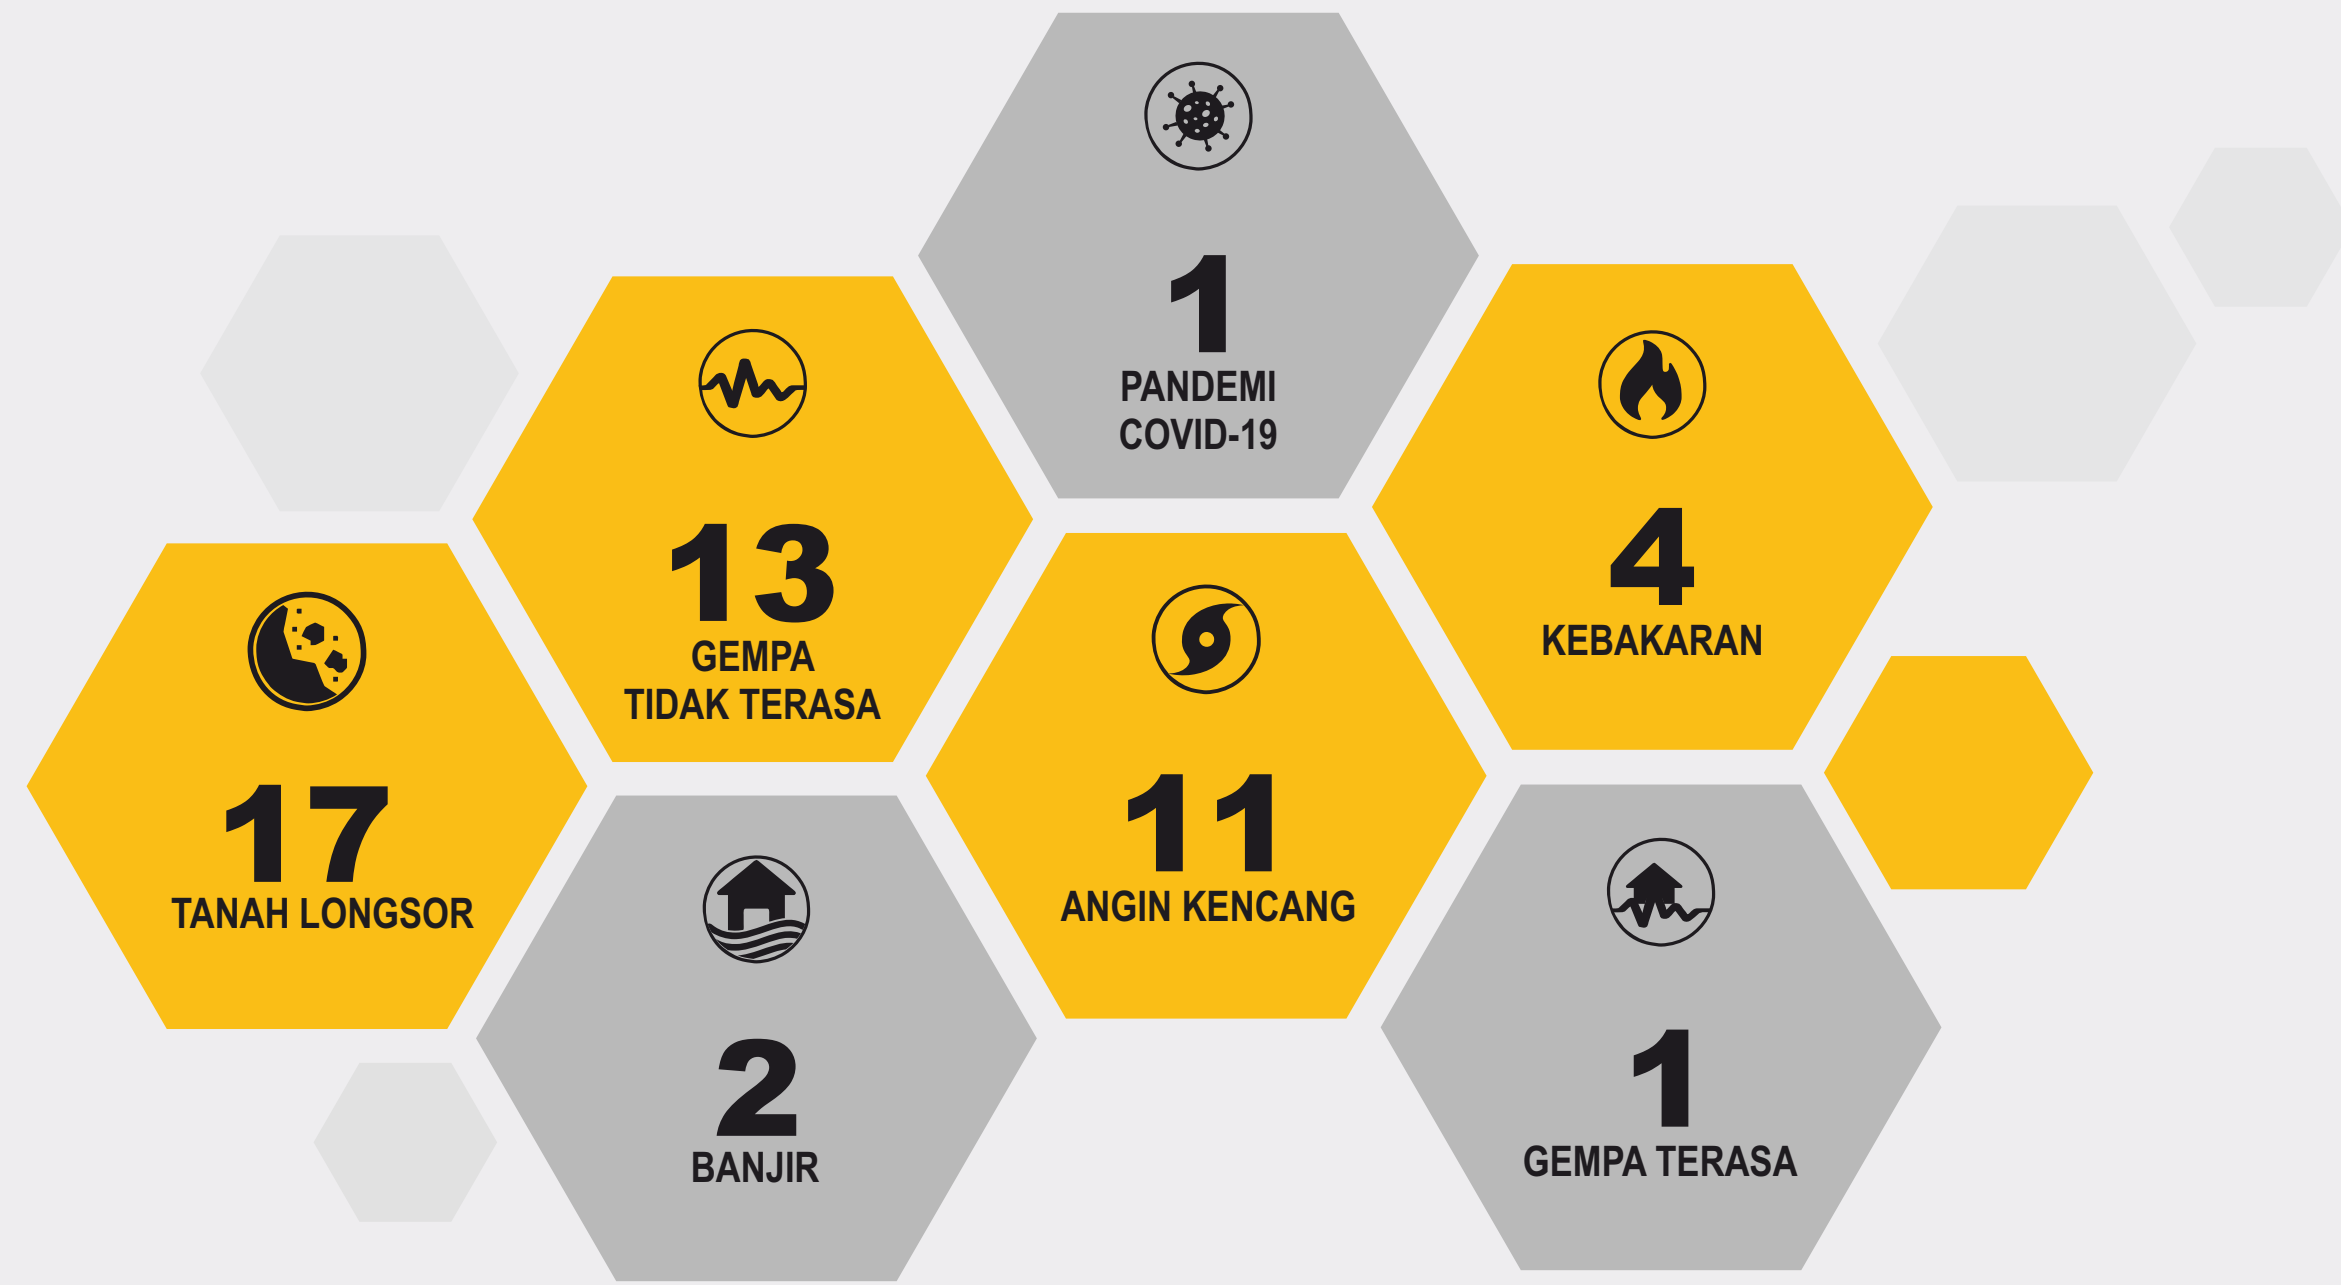 1
PANDEMI
COVID-19
13
GEMPA
TIDAK TERASA
4
KEBAKARAN
17
TANAH LONGSOR
11
ANGIN KENCANG
2
BANJIR
1
GEMPA TERASA